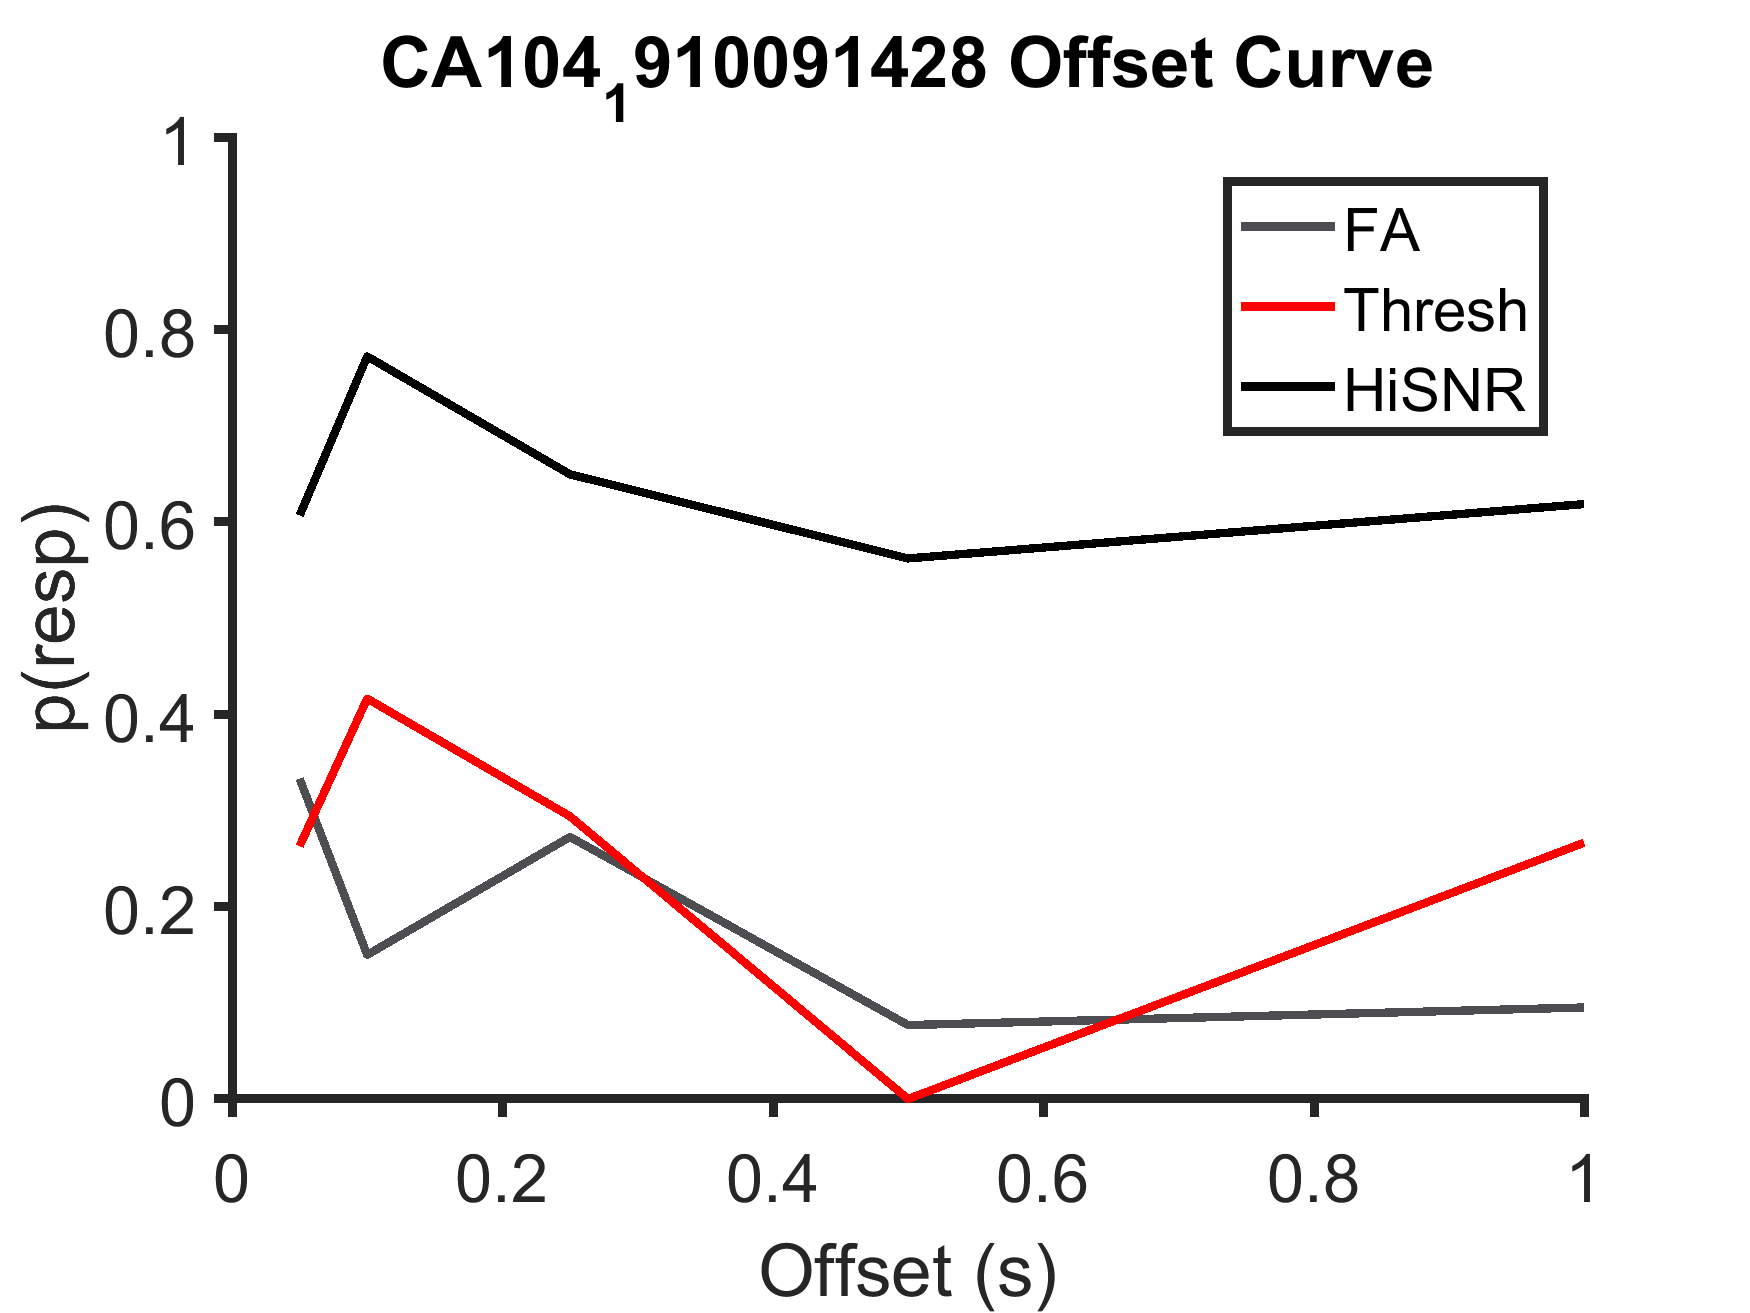 CA104₁910091428 Offset Curve
1
0.8
0.6
0.4
0.2
0
p(resp)
FA
Thresh
HiSNR
0 0.2 0.4 0.6 0.8 1
Offset (s)